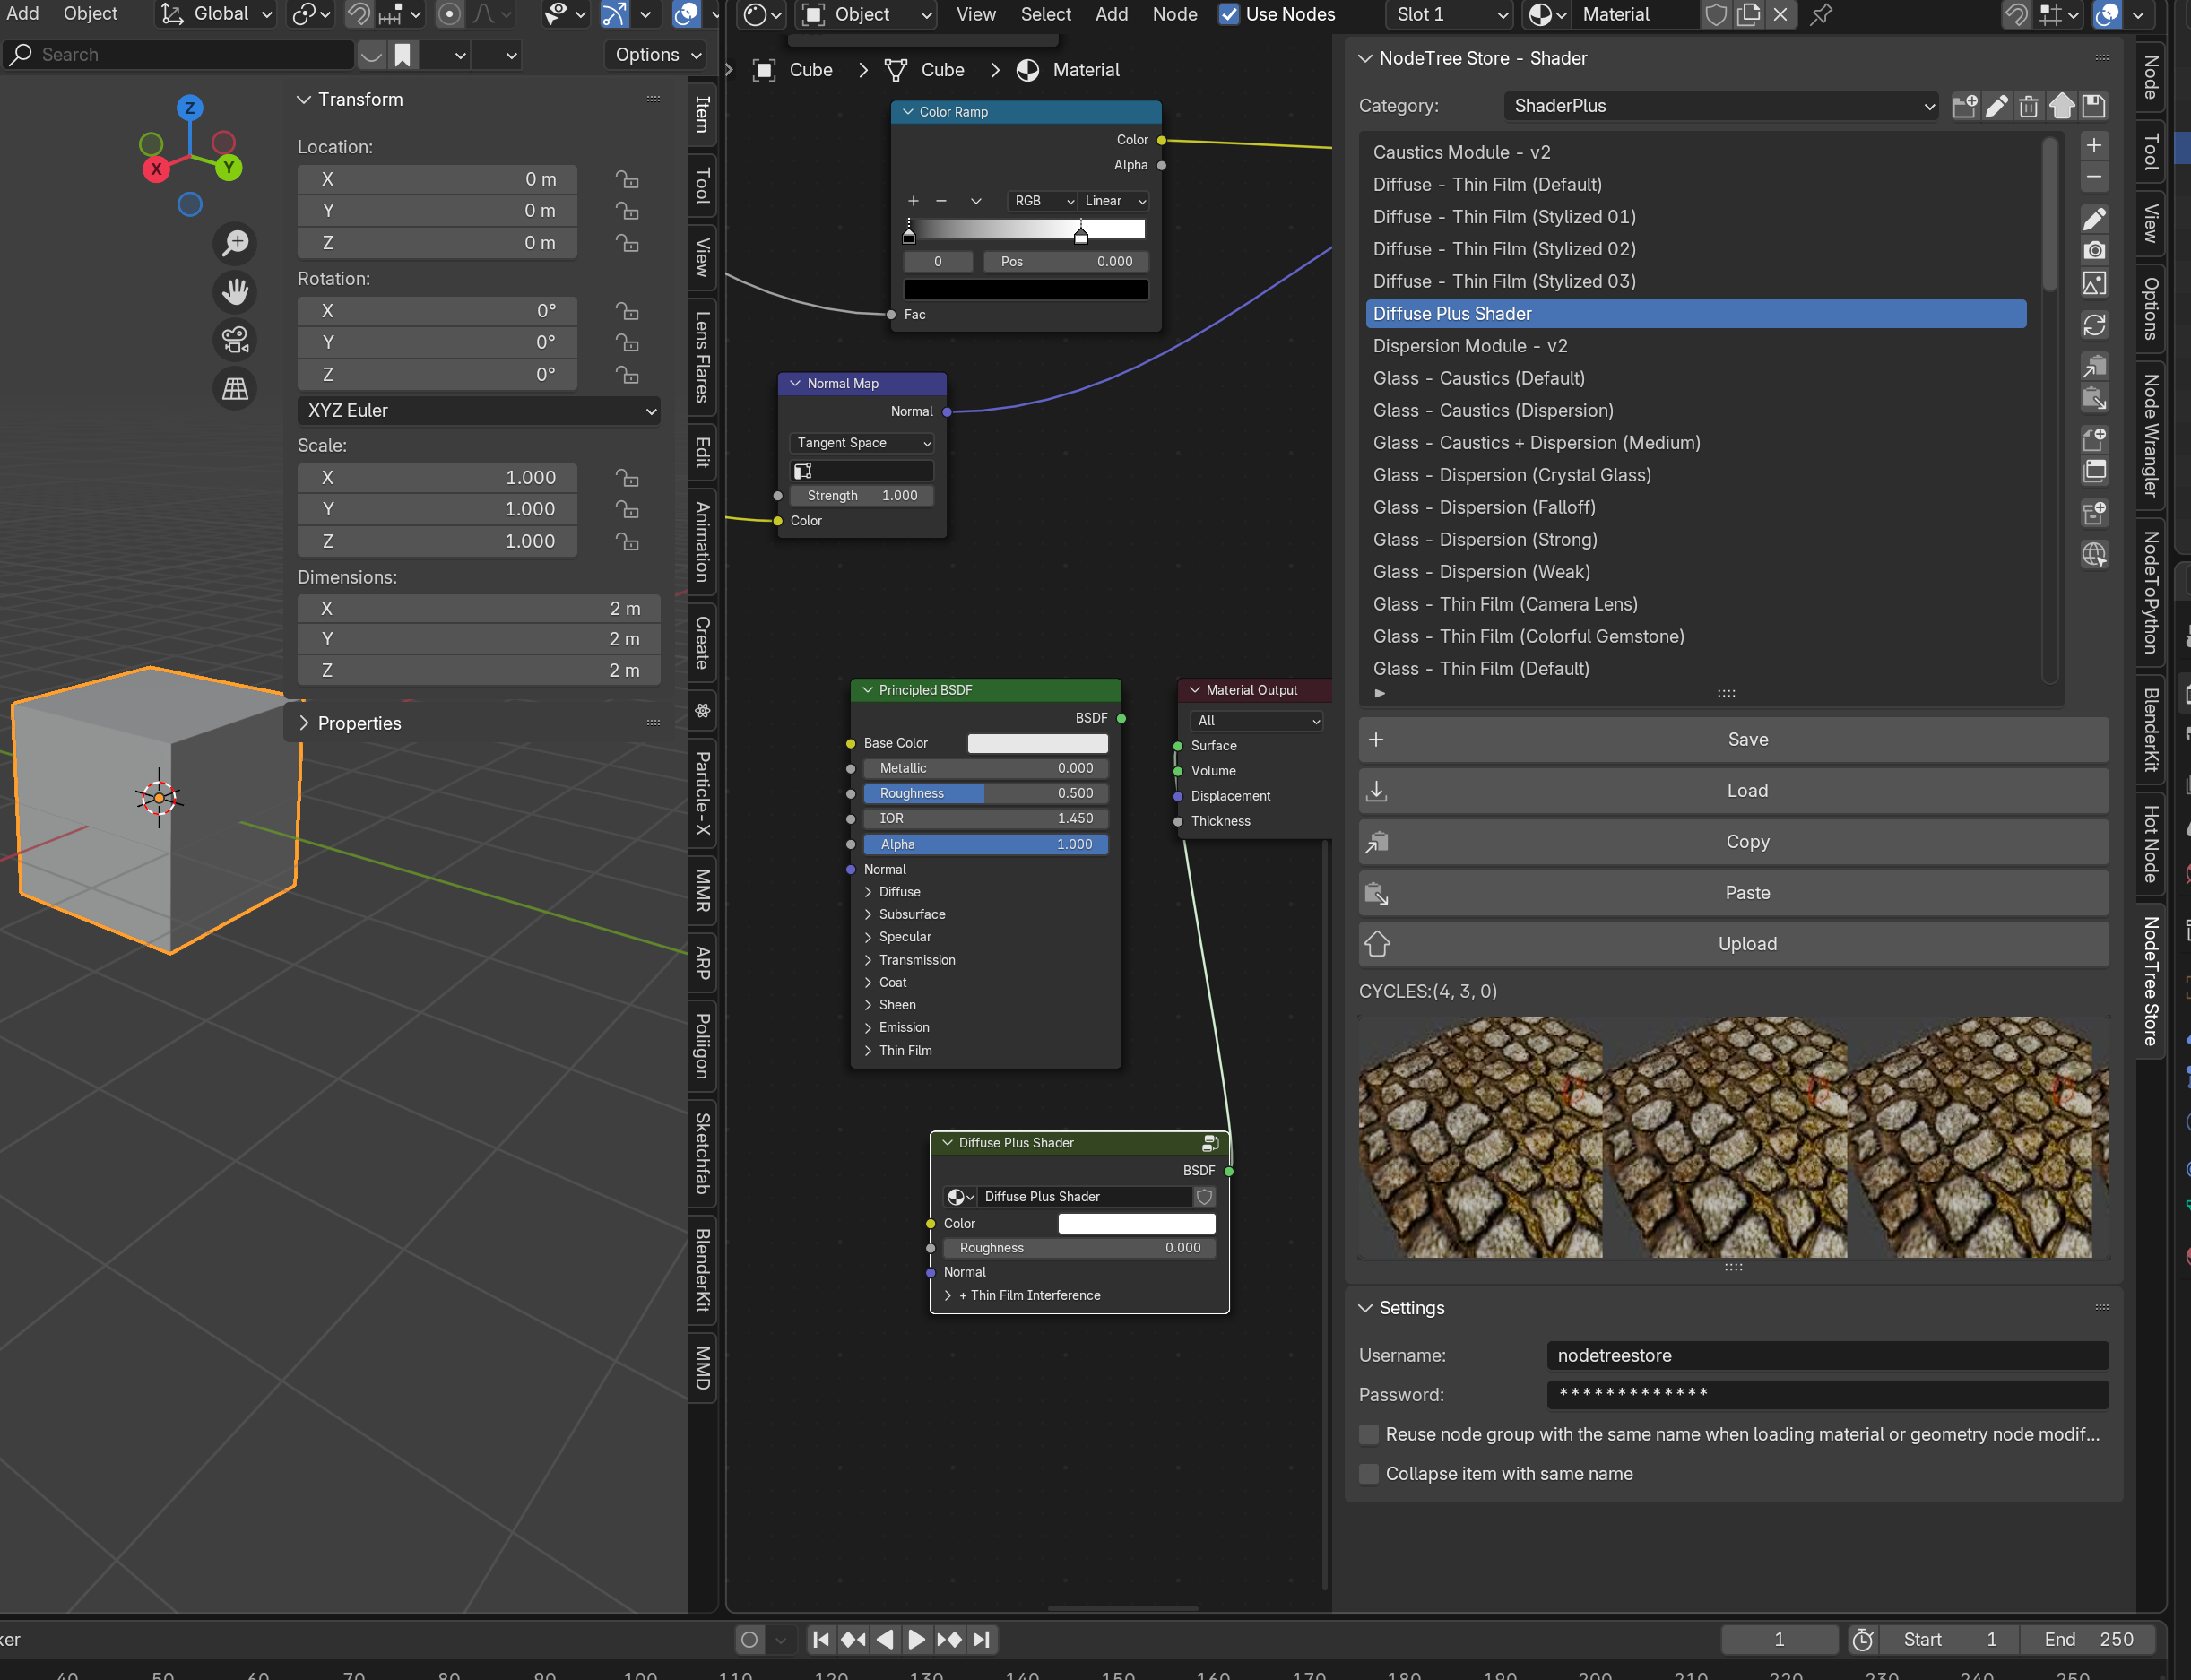 Add Object Global
Search
Options
Transform
Location:
X 0 m
Y 0 m
Z 0 m
Rotation:
X 0°
Y 0°
Z 0°
XYZ Euler
Scale:
X 1.000
Y 1.000
Z 1.000
Dimensions:
X 2 m
Y 2 m
Z 2 m
Properties
Z
X
Y
Item
Tool
View
Lens Flares
Edit
Animation
Create
Particle-X
MMR
ARP
Poliigon
Sketchfab
BlenderKit
MMD
Object View Select Add Node Use Nodes Slot 1 Material
Cube Cube Material
Color Ramp
Color
Alpha
RGB Linear
0 Pos 0.000
Fac
Normal Map
Normal
Tangent Space
Strength 1.000
Color
Principled BSDF
BSDF
Base Color
Metallic 0.000
Roughness 0.500
IOR 1.450
Alpha 1.000
Normal
Diffuse
Subsurface
Specular
Transmission
Coat
Sheen
Emission
Thin Film
Material Output
All
Surface
Volume
Displacement
Thickness
Diffuse Plus Shader
BSDF
Diffuse Plus Shader
Color
Roughness 0.000
Normal
+ Thin Film Interference
NodeTree Store - Shader
Category: ShaderPlus
Caustics Module - v2
Diffuse - Thin Film (Default)
Diffuse - Thin Film (Stylized 01)
Diffuse - Thin Film (Stylized 02)
Diffuse - Thin Film (Stylized 03)
Diffuse Plus Shader
Dispersion Module - v2
Glass - Caustics (Default)
Glass - Caustics (Dispersion)
Glass - Caustics + Dispersion (Medium)
Glass - Dispersion (Crystal Glass)
Glass - Dispersion (Falloff)
Glass - Dispersion (Strong)
Glass - Dispersion (Weak)
Glass - Thin Film (Camera Lens)
Glass - Thin Film (Colorful Gemstone)
Glass - Thin Film (Default)
Save
Load
Copy
Paste
Upload
CYCLES:(4, 3, 0)
Settings
Username: nodetreestore
Password: *************
Reuse node group with the same name when loading material or geometry node modif...
Collapse item with same name
Node
Tool
View
Options
Node Wrangler
NodeToPython
BlenderKit
Hot Node
NodeTree Store
ker
1 Start 1 End 250
40 50 60 70 80 90 100 110 120 130 140 150 160 170 180 190 200 210 220 230 240 250